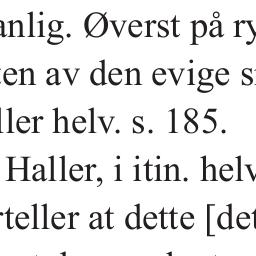 anlig. Øverst på ry
ten av den evige s
ller helv. s. 185.
Haller, i itin. helv
rteller at dette [det